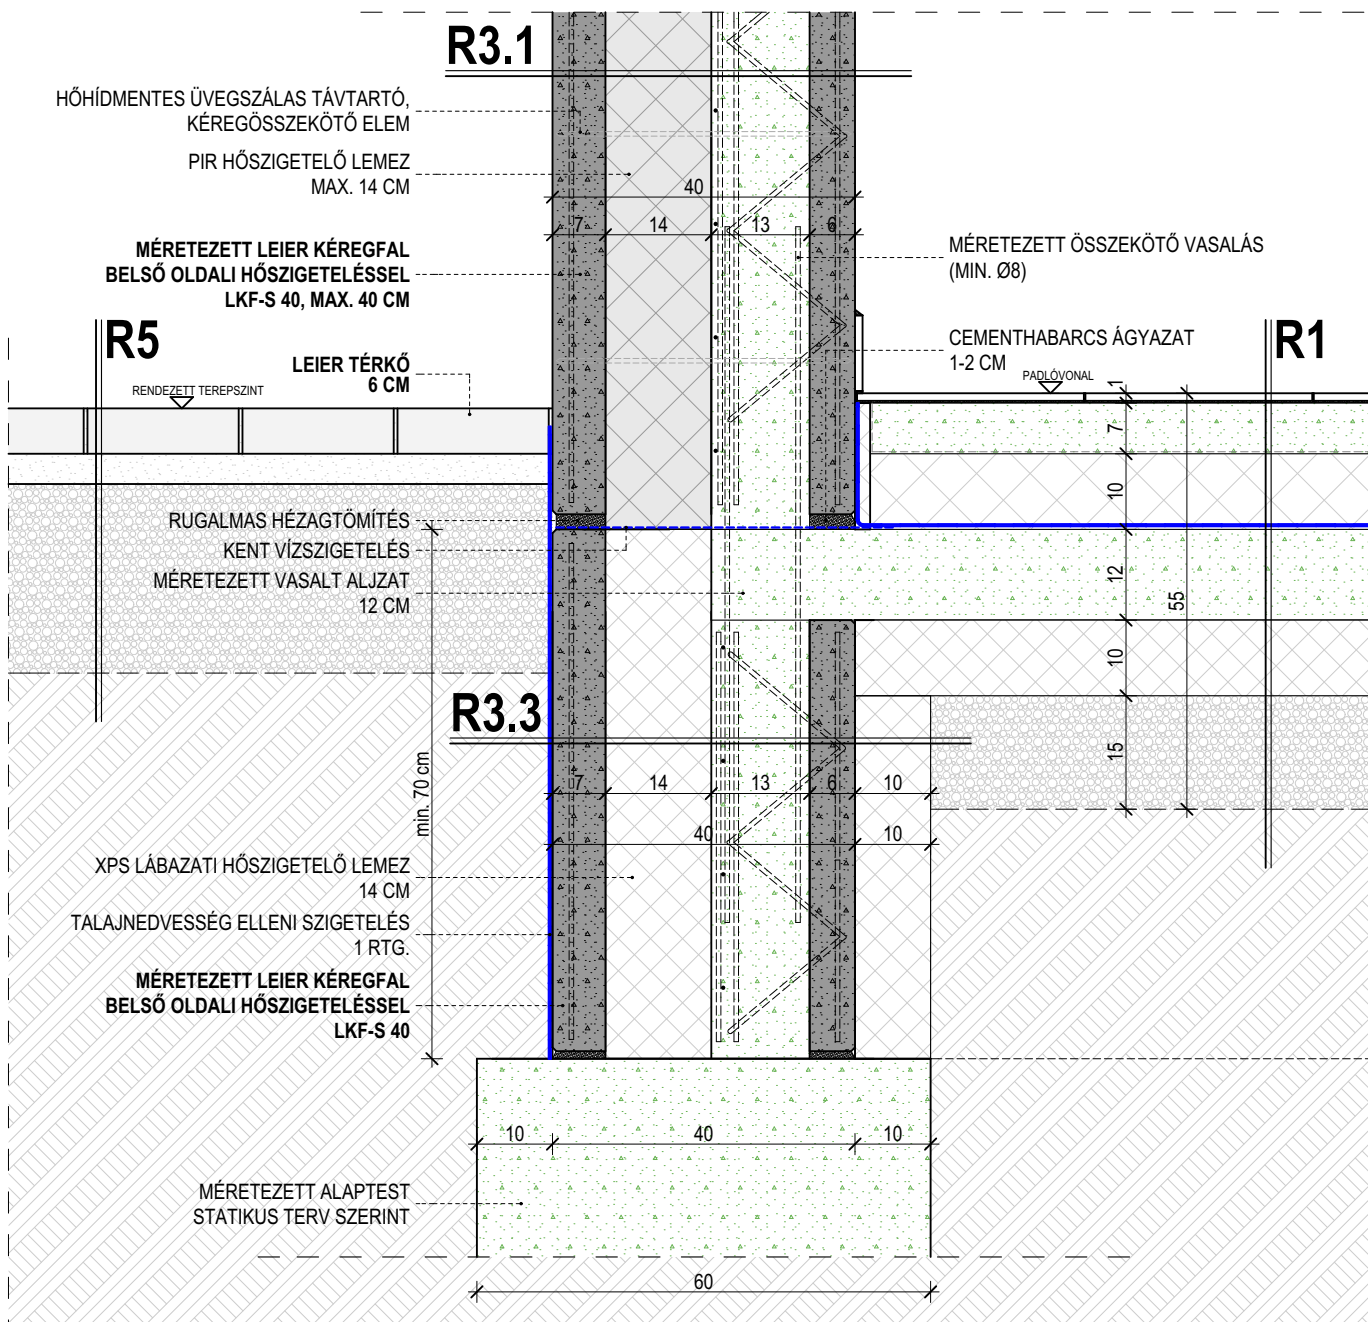 R3.1
HŐHÍDMENTES ÜVEGSZÁLAS TÁVTARTÓ,
KÉREGÖSSZEKÖTŐ ELEM
PIR HŐSZIGETELŐ LEMEZ
MAX. 14 CM
40
7 14 13 6
MÉRETEZETT LEIER KÉREGFAL
BELSŐ OLDALI HŐSZIGETELÉSSEL
LKF-S 40, MAX. 40 CM
MÉRETEZETT ÖSSZEKÖTŐ VASALÁS
(MIN. Ø8)
R5
LEIER TÉRKŐ
6 CM
RENDEZETT TEREPSZINT
CEMENTHABARCS ÁGYAZAT
1-2 CM
PADLÓVONAL
R1
1
7
10
12
10
15
55
RUGALMAS HÉZAGTÖMÍTÉS
KENT VÍZSZIGETELÉS
MÉRETEZETT VASALT ALJZAT
12 CM
R3.3
min. 70 cm
7 14 13 6 10
40 10
XPS LÁBAZATI HŐSZIGETELŐ LEMEZ
14 CM
TALAJNEDVESSÉG ELLENI SZIGETELÉS
1 RTG.
MÉRETEZETT LEIER KÉREGFAL
BELSŐ OLDALI HŐSZIGETELÉSSEL
LKF-S 40
10 40 10
MÉRETEZETT ALAPTEST
STATIKUS TERV SZERINT
60